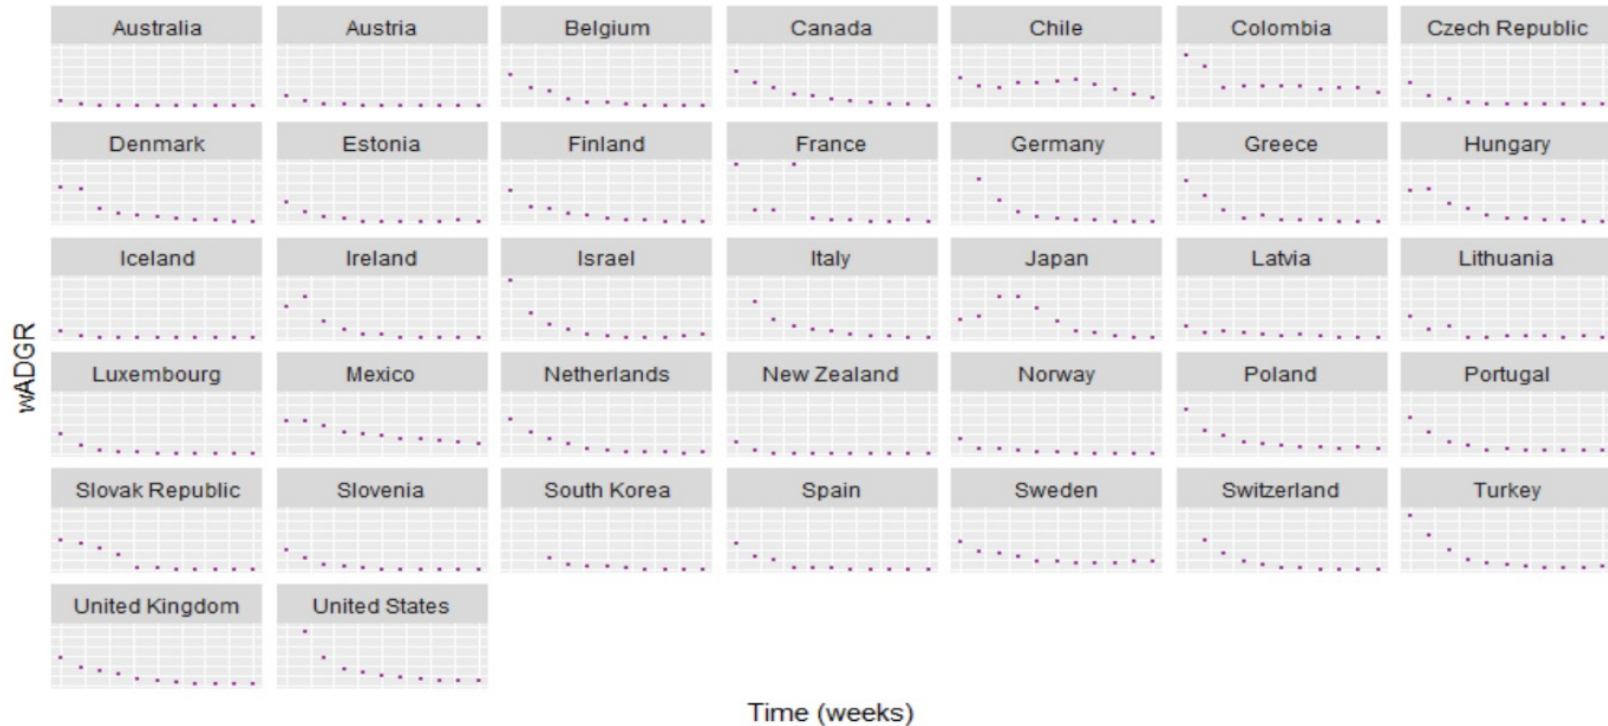 Australia Austria Belgium Canada Chile Colombia Czech Republic
Denmark Estonia Finland France Germany Greece Hungary
Iceland Ireland Israel Italy Japan Latvia Lithuania
wADGR
Luxembourg Mexico Netherlands New Zealand Norway Poland Portugal
Slovak Republic Slovenia South Korea Spain Sweden Switzerland Turkey
United Kingdom United States
Time (weeks)